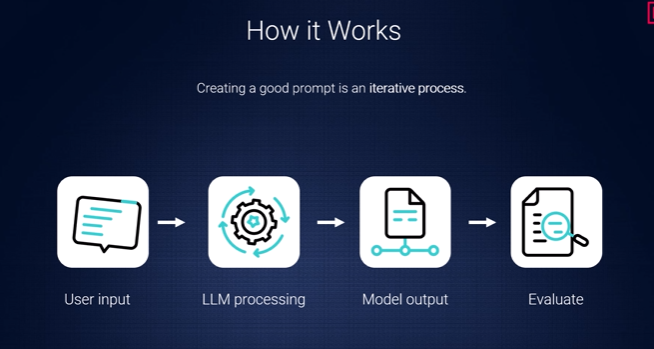 How it Works
Creating a good prompt is an iterative process.
User input
LLM processing
Model output
Evaluate